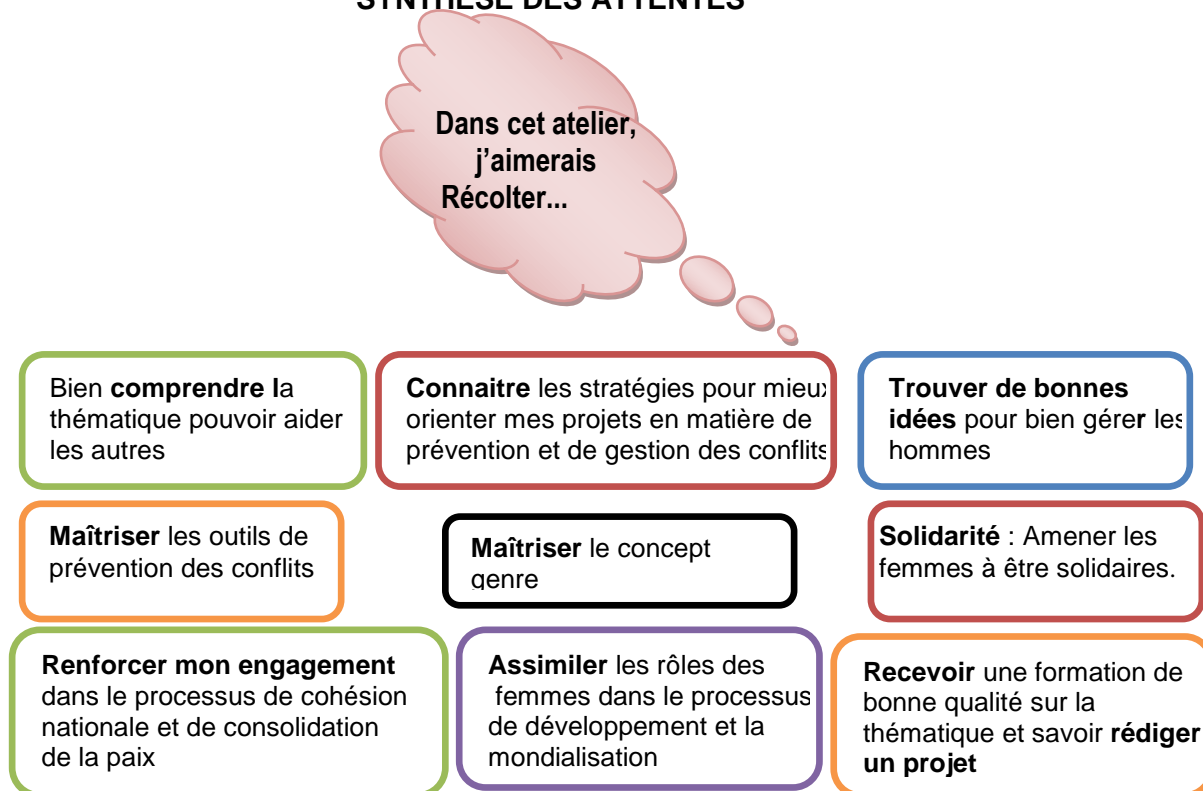 SYNTHESE DES ATTENTES
Dans cet atelier,
j’aimerais
Récolter...
Bien comprendre la
thématique pouvoir aider
les autres
Connaitre les stratégies pour mieux
orienter mes projets en matière de
prévention et de gestion des conflits
Trouver de bonnes
idées pour bien gérer les
hommes
Maîtriser les outils de
prévention des conflits
Maîtriser le concept
genre
Solidarité : Amener les
femmes à être solidaires.
Renforcer mon engagement
dans le processus de cohésion
nationale et de consolidation
de la paix
Assimiler les rôles des
femmes dans le processus
de développement et la
mondialisation
Recevoir une formation de
bonne qualité sur la
thématique et savoir rédiger
un projet